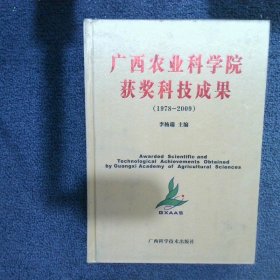 广西农业科学院
获奖科技成果
(1978-2009)
李杨瑞 主编
Awarded Scientific and
Technological Achievements Obtained
by Guangxi Academy of Agricultural Sciences
GXAAS
广西科学技术出版社